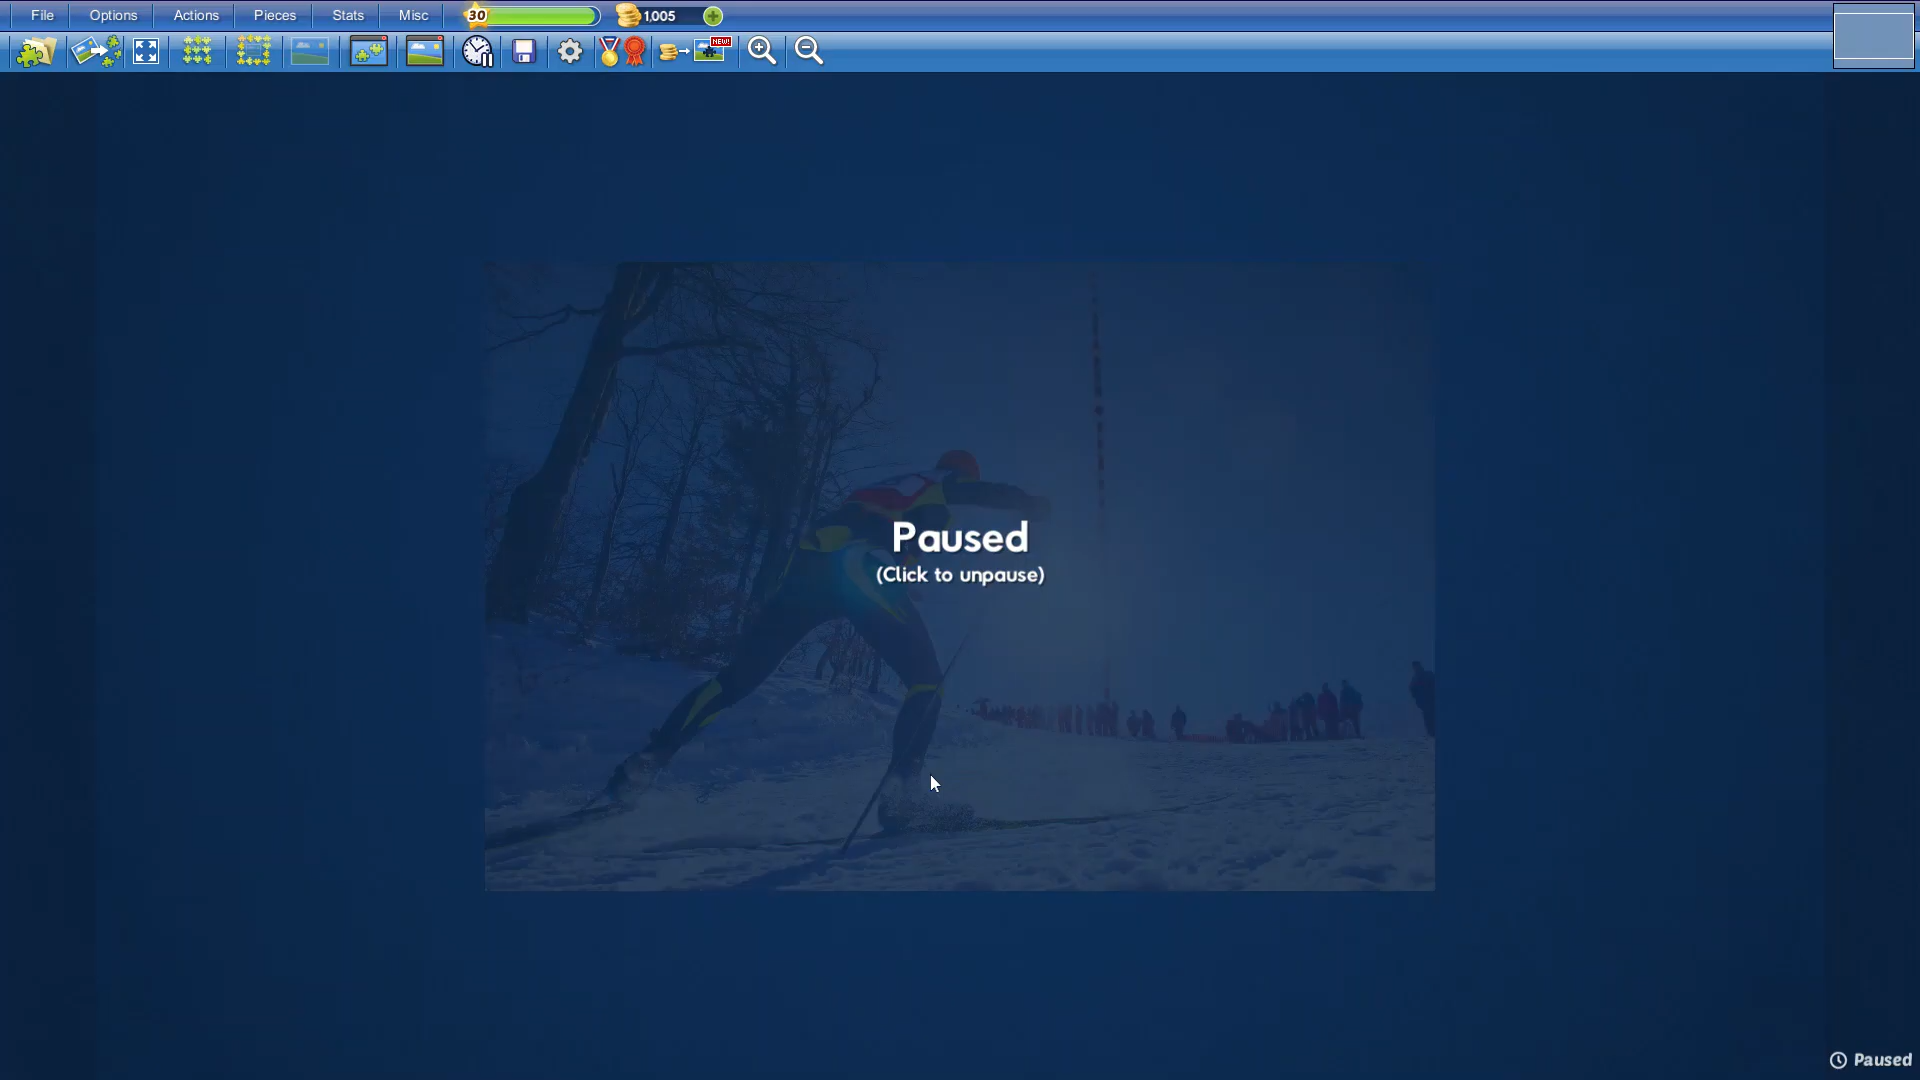 File Options Actions Pieces Stats Misc 30 1,005
NEW!
Paused
(Click to unpause)
Paused